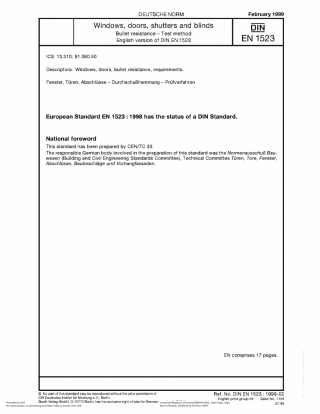 DEUTSCHE NORM
February 1999
Windows, doors, shutters and blinds
Bullet resistance – Test method
English version of DIN EN 1523
DIN
EN 1523
ICS 13.310; 91.060.50
Descriptors: Windows, doors, bullet resistance, requirements.
Fenster, Türen, Abschlüsse – Durchschußhemmung – Prüfverfahren
European Standard EN 1523 : 1998 has the status of a DIN Standard.
National foreword
This standard has been prepared by CEN/TC 33.
The responsible German body involved in the preparation of this standard was the Normenausschuß Bau-
wesen (Building and Civil Engineering Standards Committee), Technical Committee Türen, Tore, Fenster,
Abschlüsse, Baubeschläge und Vorhangfassaden.
EN comprises 17 pages.
© No part of this standard may be reproduced without the prior permission of
DIN Deutsches Institut für Normung e.V., Berlin.
Beuth Verlag GmbH, D-10772 Berlin, has the exclusive right of sale for German
Ref. No. DIN EN 1523 : 1999-02
English price group 09 Sales No. 1109
07.99